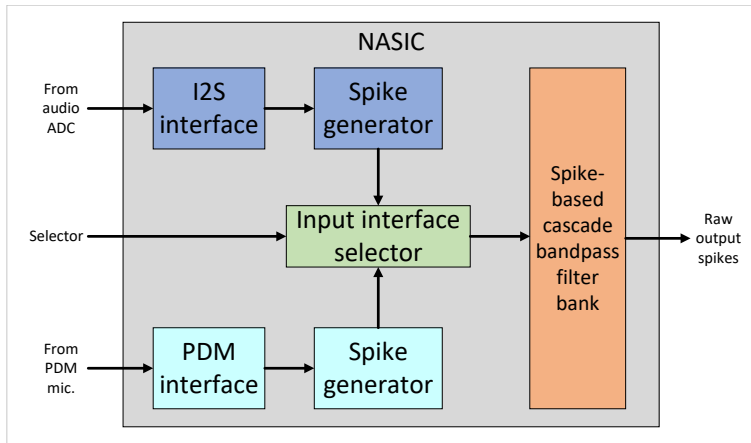 NASIC
From
audio
ADC
I2S
interface
Spike
generator
Selector
Input interface
selector
Spike-
based
cascade
bandpass
filter
bank
Raw
output
spikes
From
PDM
mic.
PDM
interface
Spike
generator